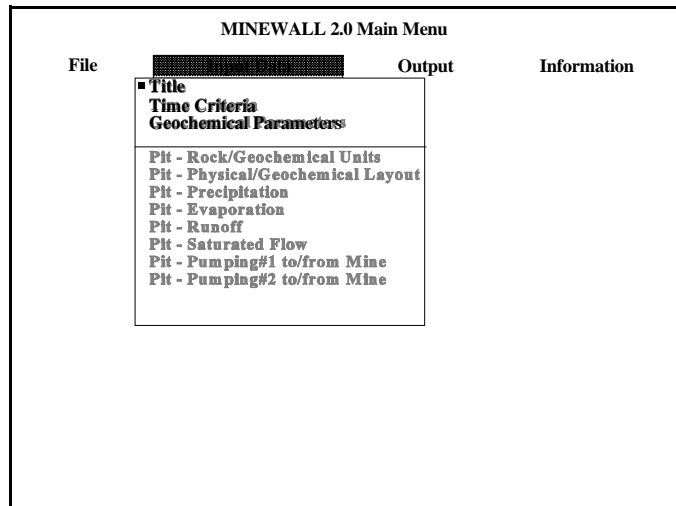 MINEWALL 2.0 Main Menu
File Input Data Output Information
Title
Time Criteria
Geochemical Parameters
Pit - Rock/Geochemical Units
Pit - Physical/Geochemical Layout
Pit - Precipitation
Pit - Evaporation
Pit - Runoff
Pit - Saturated Flow
Pit - Pumping#1 to/from Mine
Pit - Pumping#2 to/from Mine